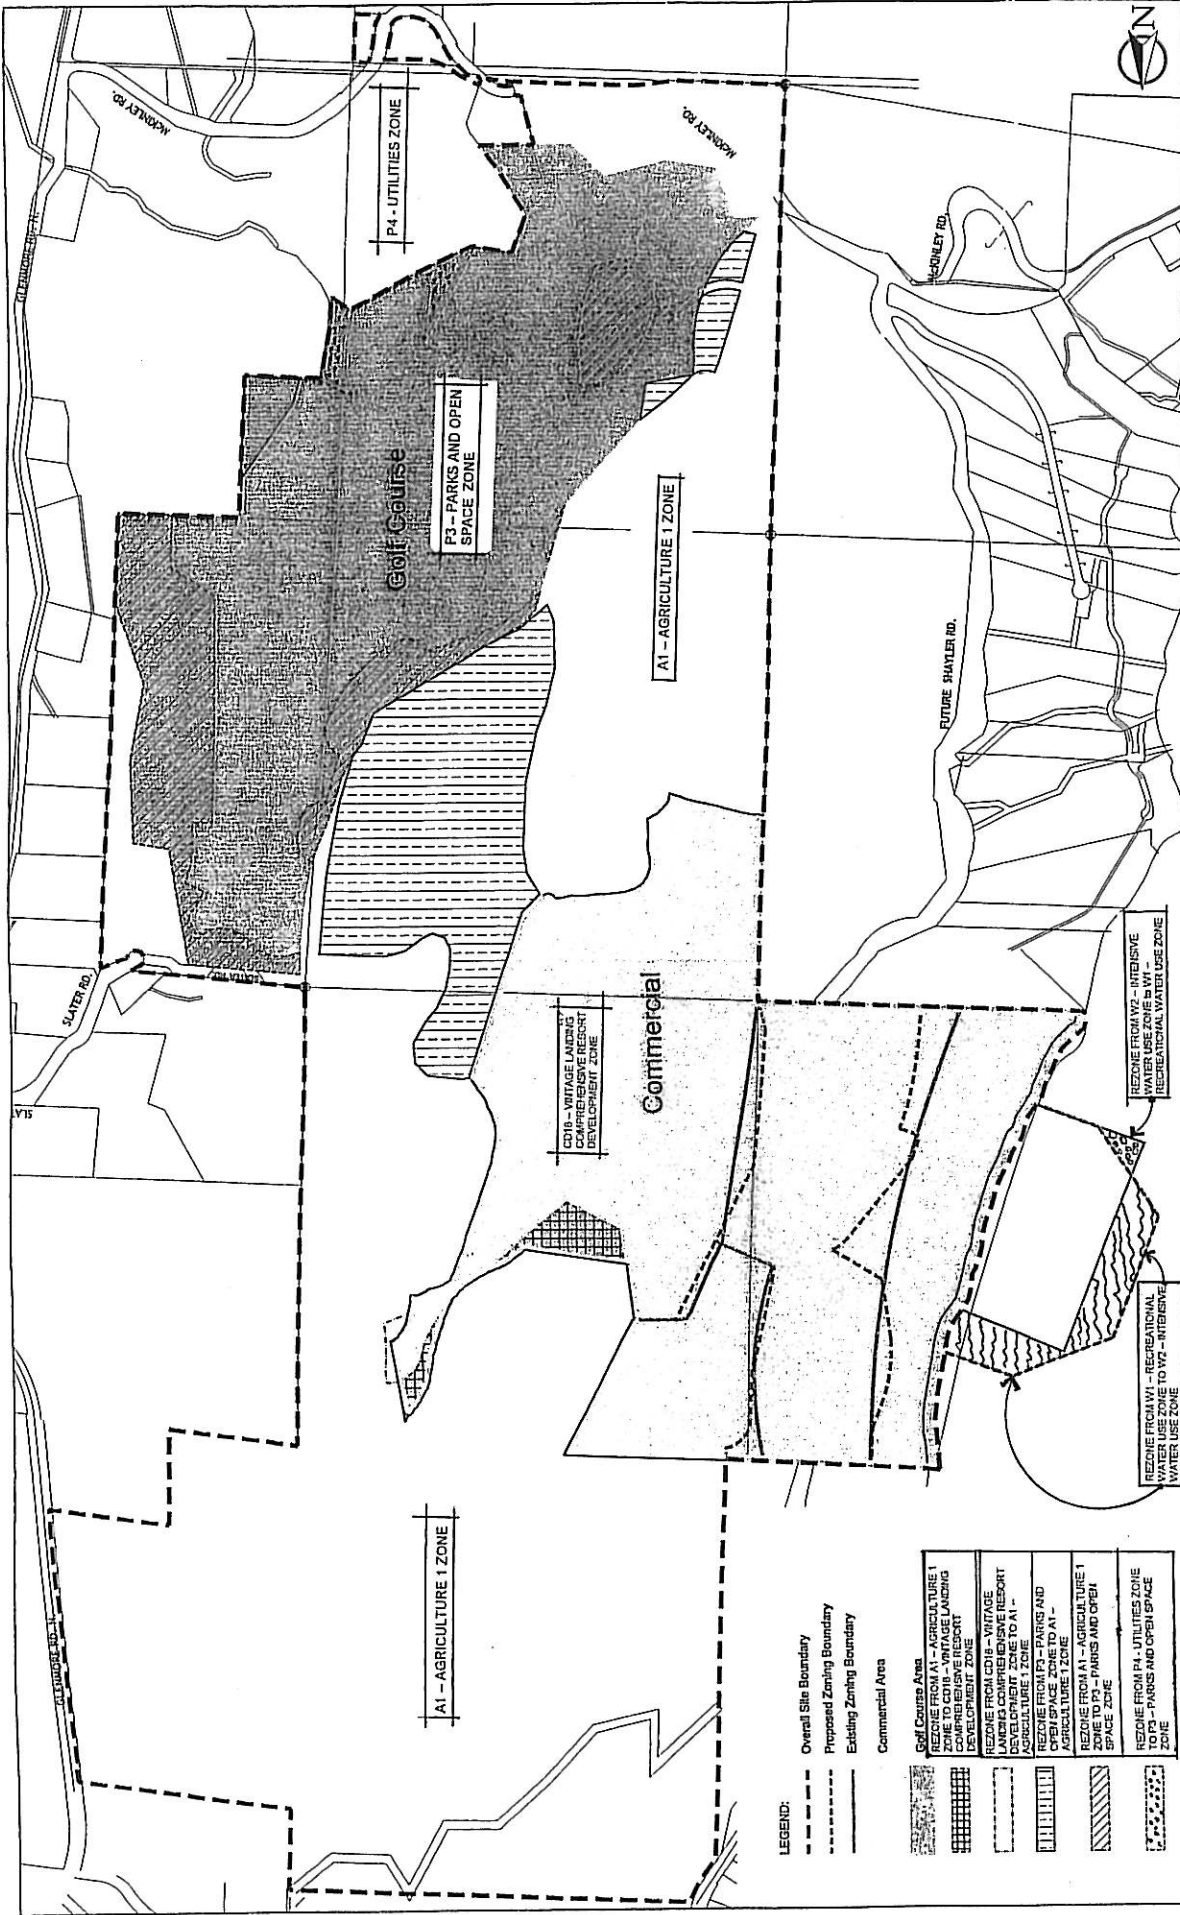 N
McKINLEY RD.
GLENMORE RD. N.
P4 - UTILITIES ZONE
McKINLEY RD.
McKINLEY RD.
Golf Course
P3 – PARKS AND OPEN
SPACE ZONE
A1 – AGRICULTURE 1 ZONE
FUTURE SHAYLER RD.
SLATER RD.
SLATER RD.
SLAT
Commercial
CD18 – VINTAGE LANDING
COMPREHENSIVE RESORT
DEVELOPMENT ZONE
REZONE FROM W2 – INTENSIVE
WATER USE ZONE to W1 –
RECREATIONAL WATER USE ZONE
REZONE FROM W1 – RECREATIONAL
WATER USE ZONE TO W2 – INTENSIVE
WATER USE ZONE
GLENMORE RD. N.
A1 – AGRICULTURE 1 ZONE
LEGEND:
Overall Site Boundary
Proposed Zoning Boundary
Existing Zoning Boundary
Commercial Area
Golf Course Area
REZONE FROM A1 – AGRICULTURE 1
ZONE TO CD18 – VINTAGE LANDING
COMPREHENSIVE RESORT
DEVELOPMENT ZONE
REZONE FROM CD18 – VINTAGE
LANDING COMPREHENSIVE RESORT
DEVELOPMENT ZONE TO A1 –
AGRICULTURE 1 ZONE
REZONE FROM P3 – PARKS AND
OPEN SPACE ZONE TO A1 –
AGRICULTURE 1 ZONE
REZONE FROM A1 – AGRICULTURE 1
ZONE TO P3 – PARKS AND OPEN
SPACE ZONE
REZONE FROM P4 - UTILITIES ZONE
TO P3 – PARKS AND OPEN SPACE
ZONE